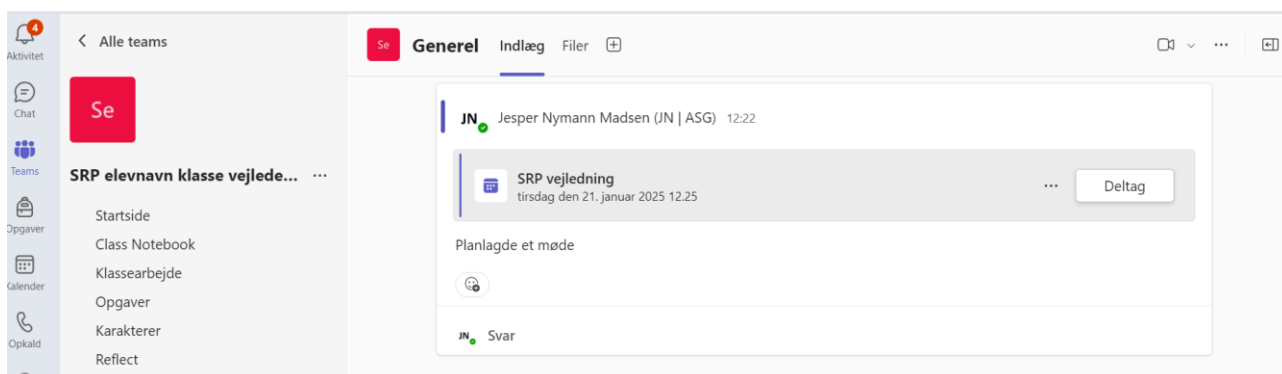 4
Aktivitet
Chat
Teams
Opgaver
Kalender
Opkald
Alle teams
Se
SRP elevnavn klasse vejlede... ...
Startside
Class Notebook
Klassearbejde
Opgaver
Karakterer
Reflect
Se Generel Indlæg Filer
JN Jesper Nymann Madsen (JN | ASG) 12:22
SRP vejledning
tirsdag den 21. januar 2025 12.25
Deltag
Planlagde et møde
JN Svar